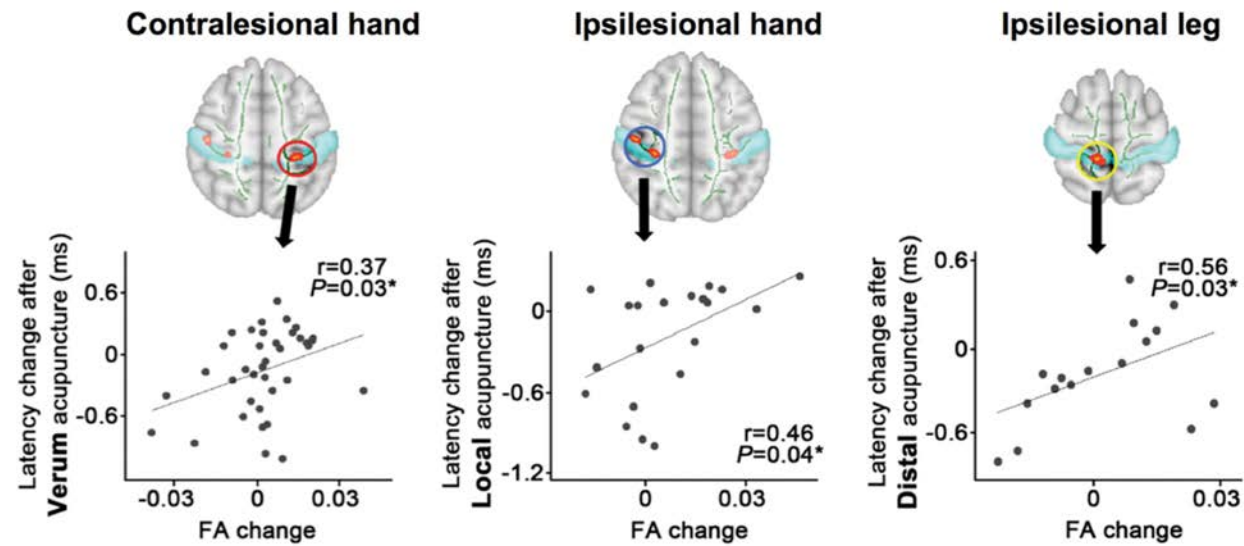 Contralesional hand
Ipsilesional hand
Ipsilesional leg
Latency change after
Verum acupuncture (ms)
0.6
0
-0.6
r=0.37
P=0.03*
-0.03
0
0.03
FA change
Latency change after
Local acupuncture (ms)
0
-0.6
-1.2
r=0.46
P=0.04*
0
0.03
FA change
Latency change after
Distal acupuncture (ms)
0.6
0
-0.6
r=0.56
P=0.03*
0
0.03
FA change